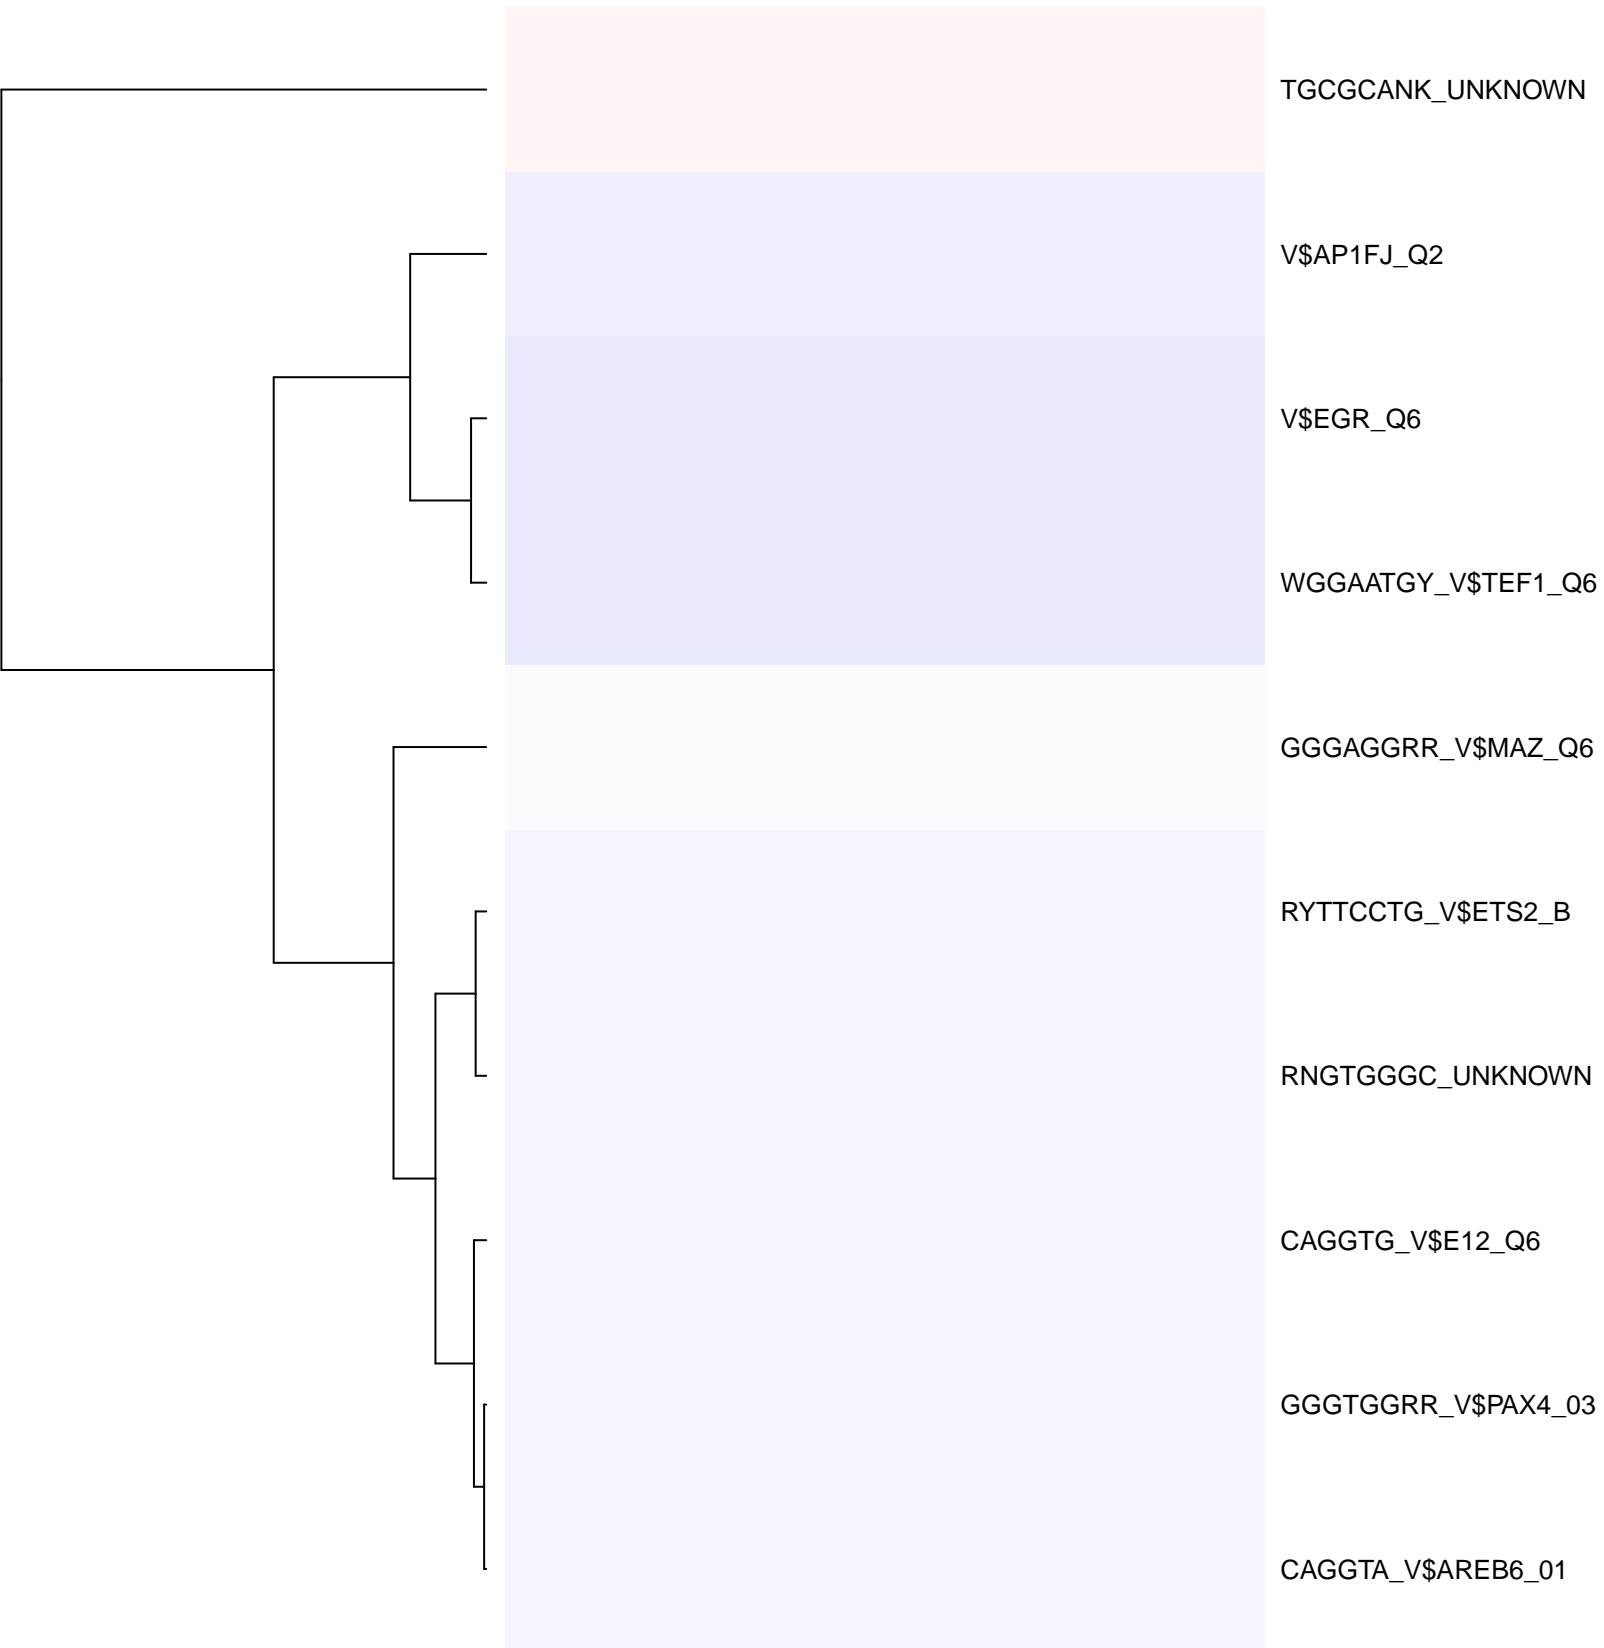 TGCGCANK_UNKNOWN
V$AP1FJ_Q2
V$EGR_Q6
WGGAATGY_V$TEF1_Q6
GGGAGGRR_V$MAZ_Q6
RYTTCCTG_V$ETS2_B
RNGTGGGC_UNKNOWN
CAGGTG_V$E12_Q6
GGGTGGRR_V$PAX4_03
CAGGTA_V$AREB6_01